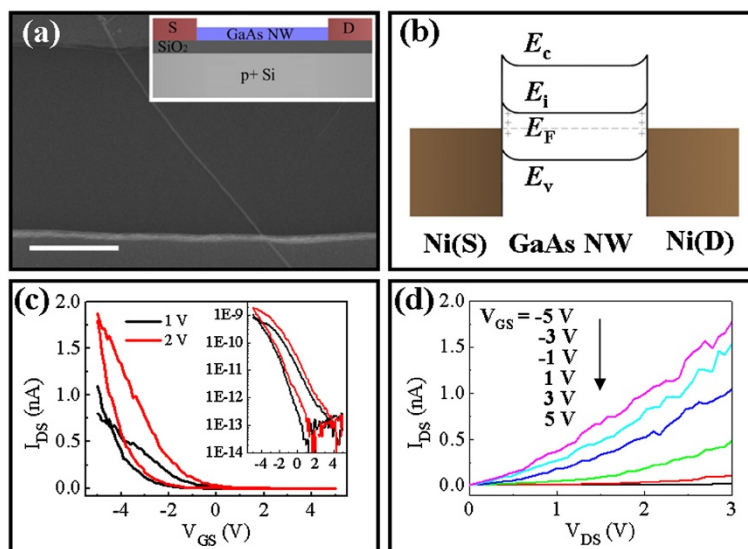 (a)
S
GaAs NW
D
SiO₂
p+ Si
(b)
Ec
Ei
EF
Ev
Ni(S) GaAs NW Ni(D)
(c)
2.0
1.5
1.0
0.5
0.0
IDS (nA)
1 V
2 V
1E-9
1E-10
1E-11
1E-12
1E-13
1E-14
-4 -2 0 2 4
-4 -2 0 2 4
VGS (V)
(d)
2.0
1.5
1.0
0.5
0.0
IDS (nA)
VGS = -5 V
-3 V
-1 V
1 V
3 V
5 V
0 1 2 3
VDS (V)